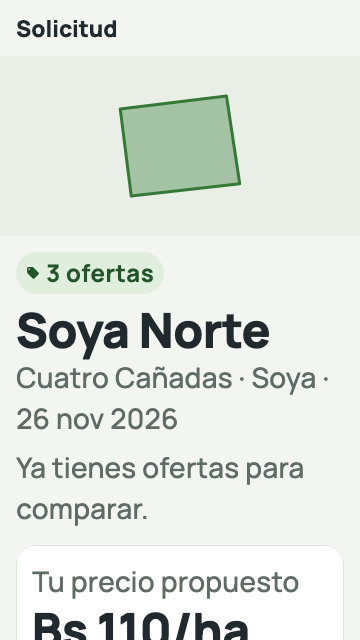 Solicitud
3 ofertas
Soya Norte
Cuatro Cañadas · Soya ·
26 nov 2026
Ya tienes ofertas para
comparar.
Tu precio propuesto
Bs 110/ha